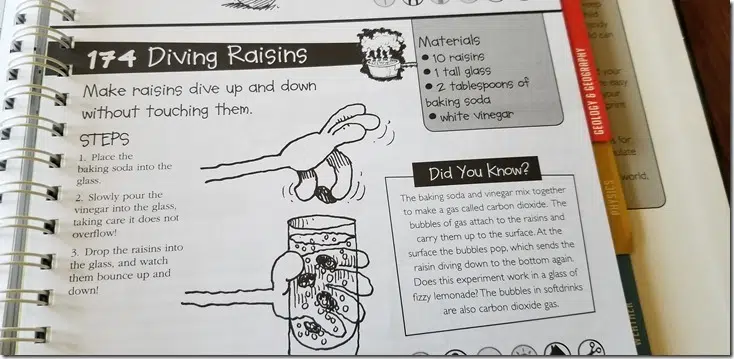 174 Diving Raisins
Make raisins dive up and down
without touching them.
STEPS
1. Place the
baking soda into the
glass.
2. Slowly pour the
vinegar into the glass,
taking care it does not
overflow!
3. Drop the raisins into
the glass, and watch
them bounce up and
down!
Materials
• 10 raisins
• 1 tall glass
• 2 tablespoons of
baking soda
• white vinegar
Did You Know?
The baking soda and vinegar mix together
to make a gas called carbon dioxide. The
bubbles of gas attach to the raisins and
carry them up to the surface. At the
surface the bubbles pop, which sends the
raisin diving down to the bottom again.
Does this experiment work in a glass of
fizzy lemonade? The bubbles in softdrinks
are also carbon dioxide gas.
GEOLOGY & GEOGRAPHY
PHYSICS
WEATHER
world.